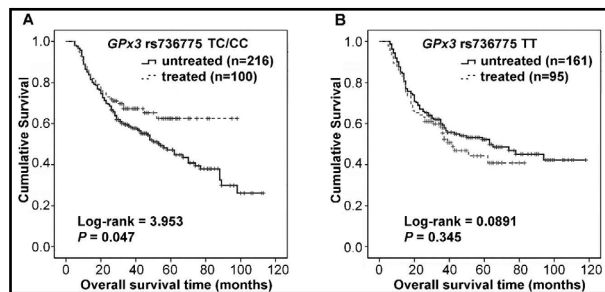 A
GPx3 rs736775 TC/CC
untreated (n=216)
treated (n=100)
Cumulative Survival
1.0
0.8
0.6
0.4
0.2
0.0
Log-rank = 3.953
P = 0.047
0 20 40 60 80 100 120
Overall survival time (months)
B
GPx3 rs736775 TT
untreated (n=161)
treated (n=95)
Cumulative Survival
1.0
0.8
0.6
0.4
0.2
0.0
Log-rank = 0.0891
P = 0.345
0 20 40 60 80 100 120
Overall survival time (months)